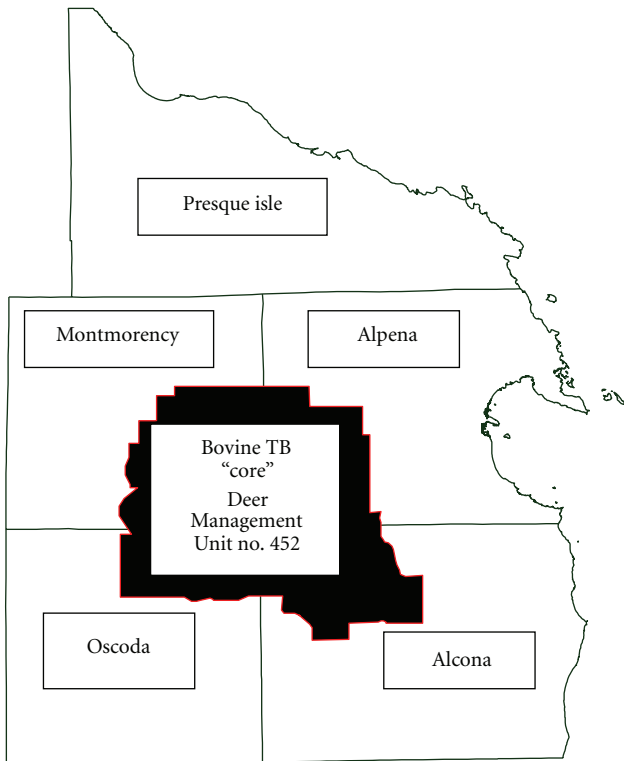 Presque isle
Montmorency
Alpena
Bovine TB
“core”
Deer
Management
Unit no. 452
Oscoda
Alcona